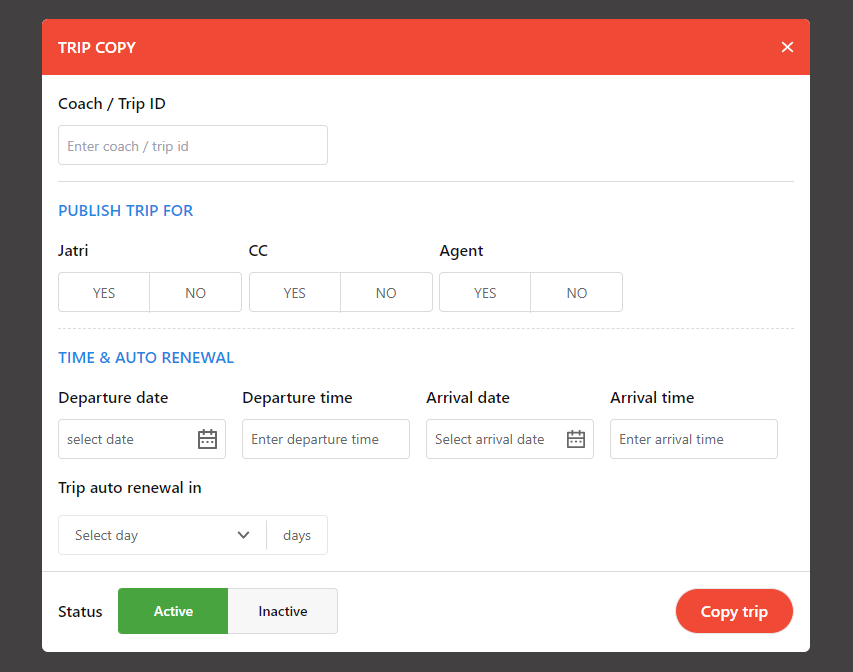 TRIP COPY
Coach / Trip ID
Enter coach / trip id
PUBLISH TRIP FOR
Jatri CC Agent
YES NO YES NO YES NO
TIME & AUTO RENEWAL
Departure date Departure time Arrival date Arrival time
select date Enter departure time Select arrival date Enter arrival time
Trip auto renewal in
Select day days
Status Active Inactive Copy trip